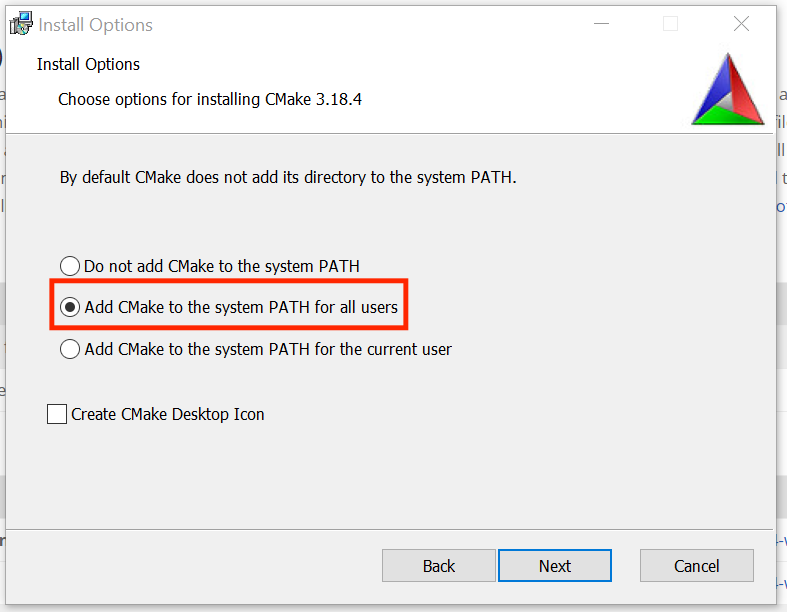 Install Options
Install Options
Choose options for installing CMake 3.18.4
By default CMake does not add its directory to the system PATH.
Do not add CMake to the system PATH
Add CMake to the system PATH for all users
Add CMake to the system PATH for the current user
Create CMake Desktop Icon
Back Next Cancel